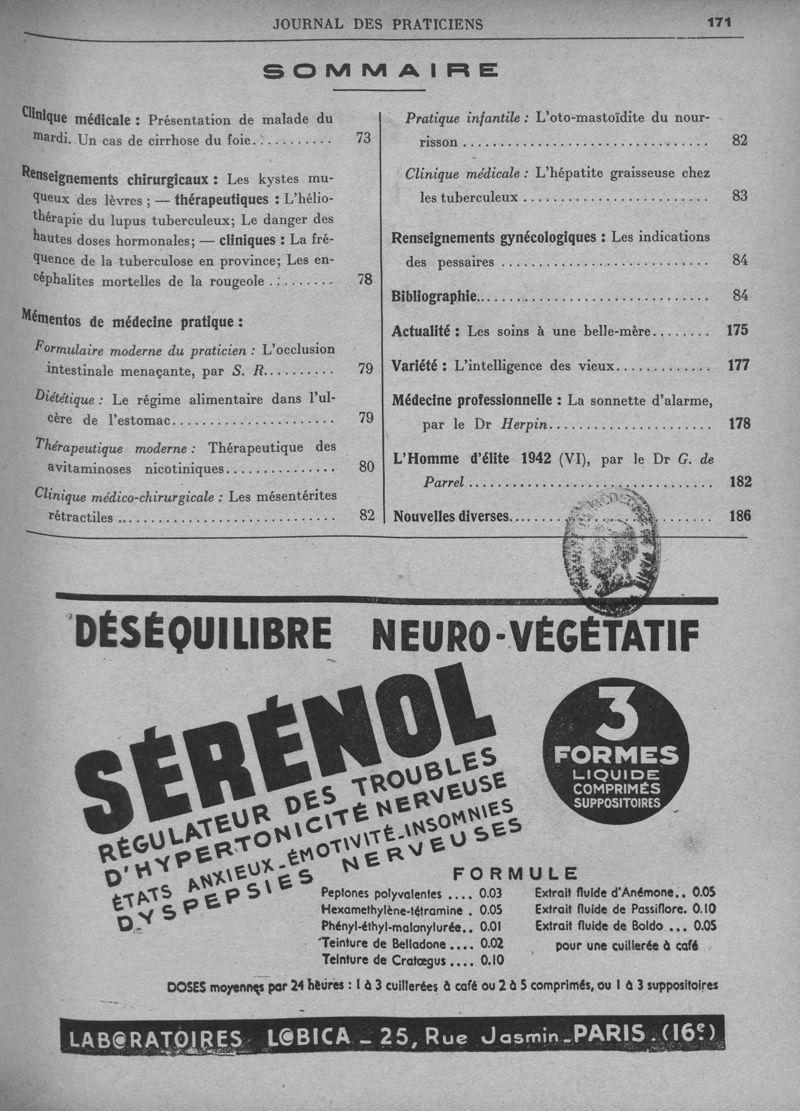 JOURNAL DES PRATICIENS 171
SOMMAIRE
Clinique médicale : Présentation de malade du
mardi. Un cas de cirrhose du foie............ 73
Renseignements chirurgicaux : Les kystes mu-
queux des lèvres ; — thérapeutiques : L'hélio-
thérapie du lupus tuberculeux; Le danger des
hautes doses hormonales; — cliniques : La fré-
quence de la tuberculose en province; Les en-
céphalites mortelles de la rougeole ......... 78
Mémentos de médecine pratique :
Formulaire moderne du praticien : L'occlusion
intestinale menaçante, par S. R.......... 79
Diététique : Le régime alimentaire dans l'ul-
cère de l'estomac...................... 79
Thérapeutique moderne : Thérapeutique des
avitaminoses nicotiniques............... 80
Clinique médico-chirurgicale : Les mésentérites
rétractiles ............................. 82
Pratique infantile : L'oto-mastoïdite du nour-
risson ................................. 82
Clinique médicale : L'hépatite graisseuse chez
les tuberculeux ......................... 83
Renseignements gynécologiques : Les indications
des pessaires ............................ 84
Bibliographie............................... 84
Actualité : Les soins à une belle-mère........ 175
Variété : L'intelligence des vieux............. 177
Médecine professionnelle : La sonnette d'alarme,
par le Dr Herpin...................... 178
L'Homme d'élite 1942 (VI), par le Dr G. de
Parrel ................................. 182
Nouvelles diverses........................... 186
DÉSÉQUILIBRE NEURO-VÉGÉTATIF
SÉRÉNOL
RÉGULATEUR DES TROUBLES
D'HYPERTONICITÉ NERVEUSE
ÉTATS ANXIEUX-ÉMOTIVITÉ-INSOMNIES
DYSPEPSIES NERVEUSES
3
FORMES
LIQUIDE
COMPRIMÉS
SUPPOSITOIRES
FORMULE
Peptones polyvalentes .... 0.03
Hexamethylène-tétramine . 0.05
Phényl-éthyl-malonylurée.. 0.01
Teinture de Belladone .... 0.02
Teinture de Cratœgus .... 0.10
Extrait fluide d'Anémone.. 0.05
Extrait fluide de Passiflore. 0.10
Extrait fluide de Boldo ... 0.05
pour une cuillerée à café
DOSES moyennes par 24 heures : 1 à 3 cuillerées à café ou 2 à 5 comprimés, ou 1 à 3 suppositoires
LABORATOIRES LOBICA - 25, Rue Jasmin - PARIS. (16e)